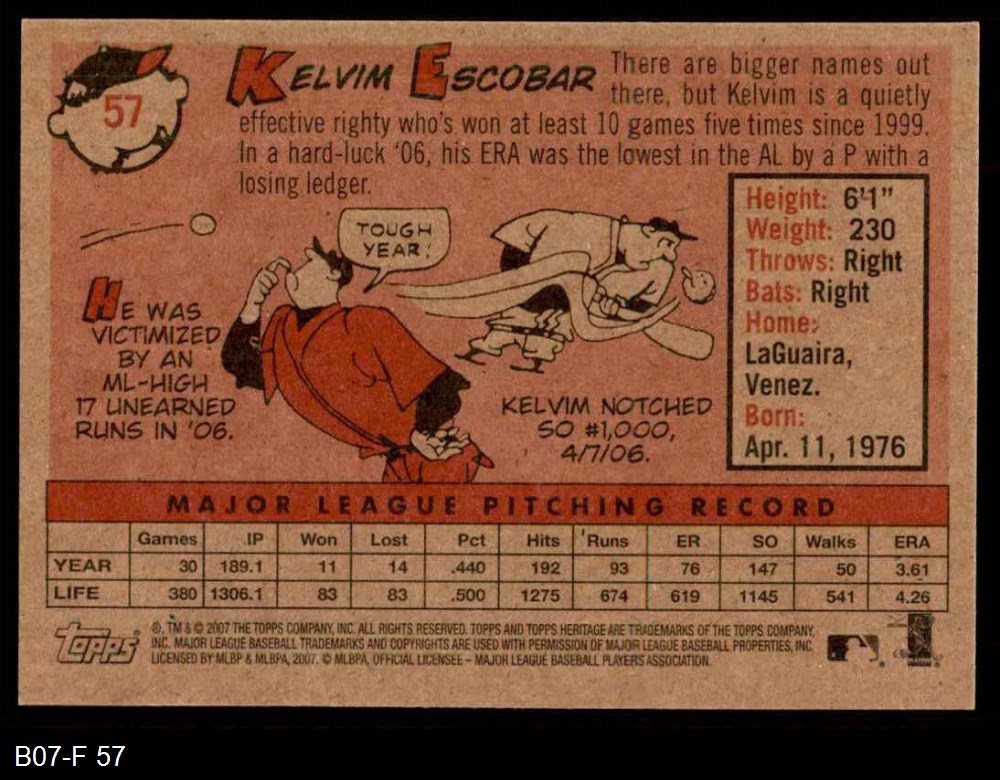 57
KELVIM ESCOBAR
There are bigger names out
there, but Kelvim is a quietly
effective righty who's won at least 10 games five times since 1999.
In a hard-luck '06, his ERA was the lowest in the AL by a P with a
losing ledger.
TOUGH
YEAR!
HE WAS
VICTIMIZED
BY AN
ML-HIGH
17 UNEARNED
RUNS IN '06.
KELVIM NOTCHED
SO #1,000,
4/7/06.
Height: 6'1"
Weight: 230
Throws: Right
Bats: Right
Home:
LaGuaira,
Venez.
Born:
Apr. 11, 1976
MAJOR LEAGUE PITCHING RECORD
Games IP Won Lost Pct Hits Runs ER SO Walks ERA
YEAR 30 189.1 11 14 .440 192 93 76 147 50 3.61
LIFE 380 1306.1 83 83 .500 1275 674 619 1145 541 4.26
Topps
®, TM & © 2007 THE TOPPS COMPANY, INC. ALL RIGHTS RESERVED. TOPPS AND TOPPS HERITAGE ARE TRADEMARKS OF THE TOPPS COMPANY,
INC. MAJOR LEAGUE BASEBALL TRADEMARKS AND COPYRIGHTS ARE USED WITH PERMISSION OF MAJOR LEAGUE BASEBALL PROPERTIES, INC.
LICENSED BY MLBP & MLBPA, 2007. © MLBPA, OFFICIAL LICENSEE – MAJOR LEAGUE BASEBALL PLAYERS ASSOCIATION.
B07-F 57